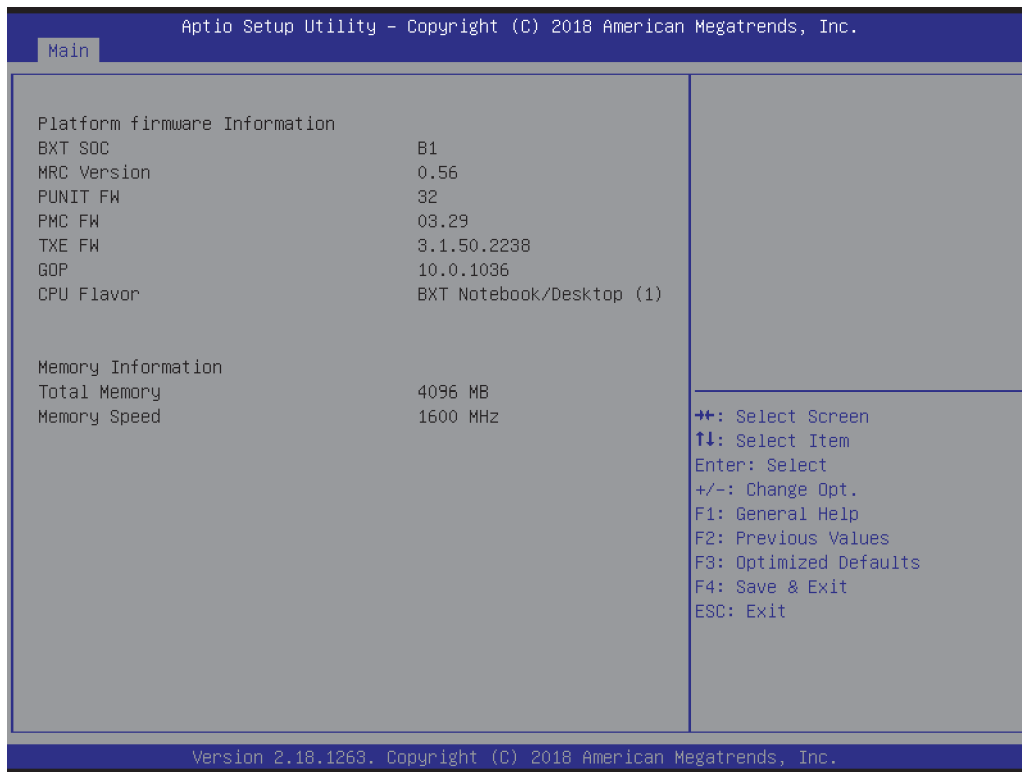 Aptio Setup Utility – Copyright (C) 2018 American Megatrends, Inc.
Main
Platform firmware Information
BXT SOC B1
MRC Version 0.56
PUNIT FW 32
PMC FW 03.29
TXE FW 3.1.50.2238
GOP 10.0.1036
CPU Flavor BXT Notebook/Desktop (1)
Memory Information
Total Memory 4096 MB
Memory Speed 1600 MHz
→←: Select Screen
↑↓: Select Item
Enter: Select
+/-: Change Opt.
F1: General Help
F2: Previous Values
F3: Optimized Defaults
F4: Save & Exit
ESC: Exit
Version 2.18.1263. Copyright (C) 2018 American Megatrends, Inc.